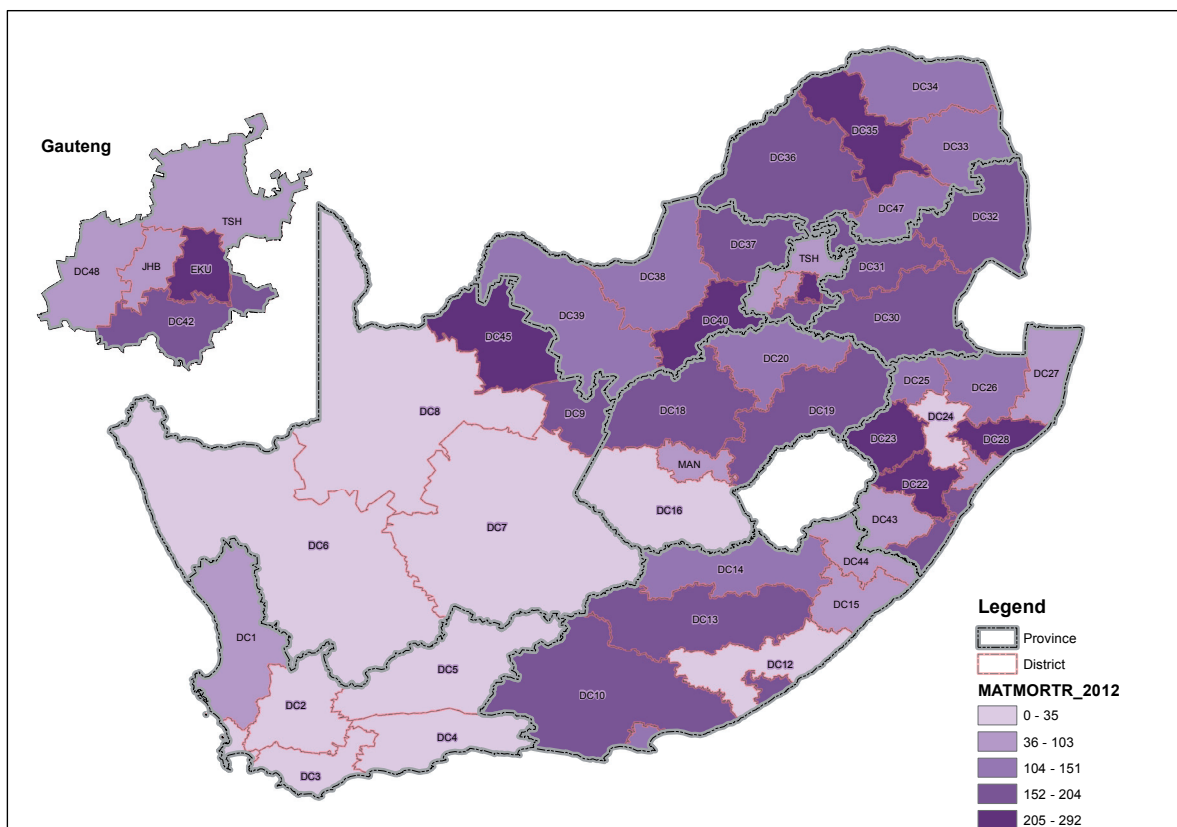 Gauteng
TSH
DC48
JHB
EKU
DC42
DC34
DC35
DC33
DC36
DC47
DC32
DC37
TSH
DC31
DC38
DC39
DC40
DC30
DC45
DC20
DC25
DC26
DC27
DC8
DC9
DC18
DC19
DC24
DC23
DC28
MAN
DC22
DC16
DC43
DC7
DC6
DC14
DC44
DC15
DC13
DC1
DC5
DC12
DC10
DC2
DC4
DC3
Legend
Province
District
MATMORTR_2012
0 - 35
36 - 103
104 - 151
152 - 204
205 - 292